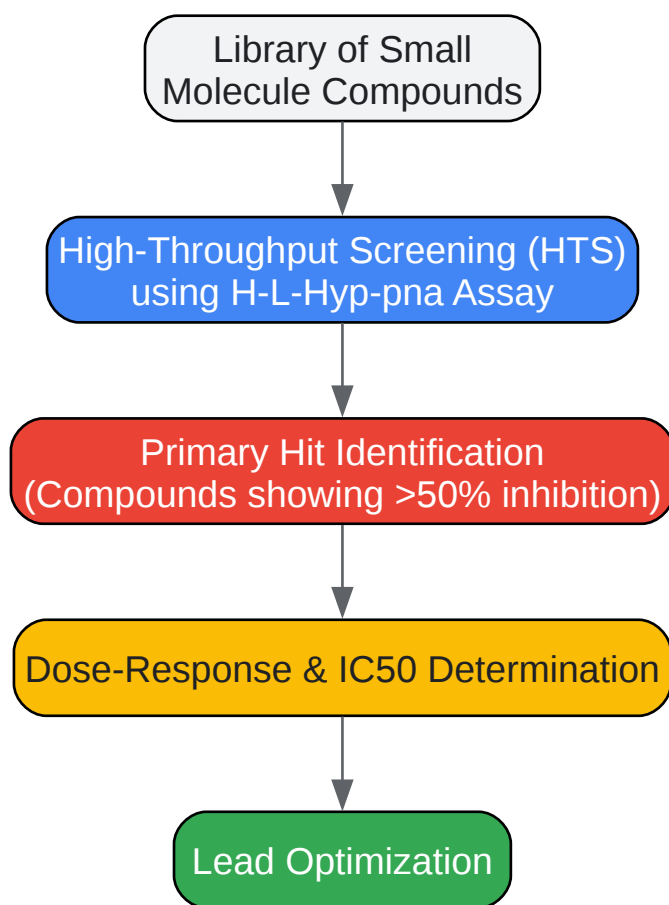 Library of Small
Molecule Compounds
High-Throughput Screening (HTS)
using H-L-Hyp-pna Assay
Primary Hit Identification
(Compounds showing >50% inhibition)
Dose-Response & IC50 Determination
Lead Optimization